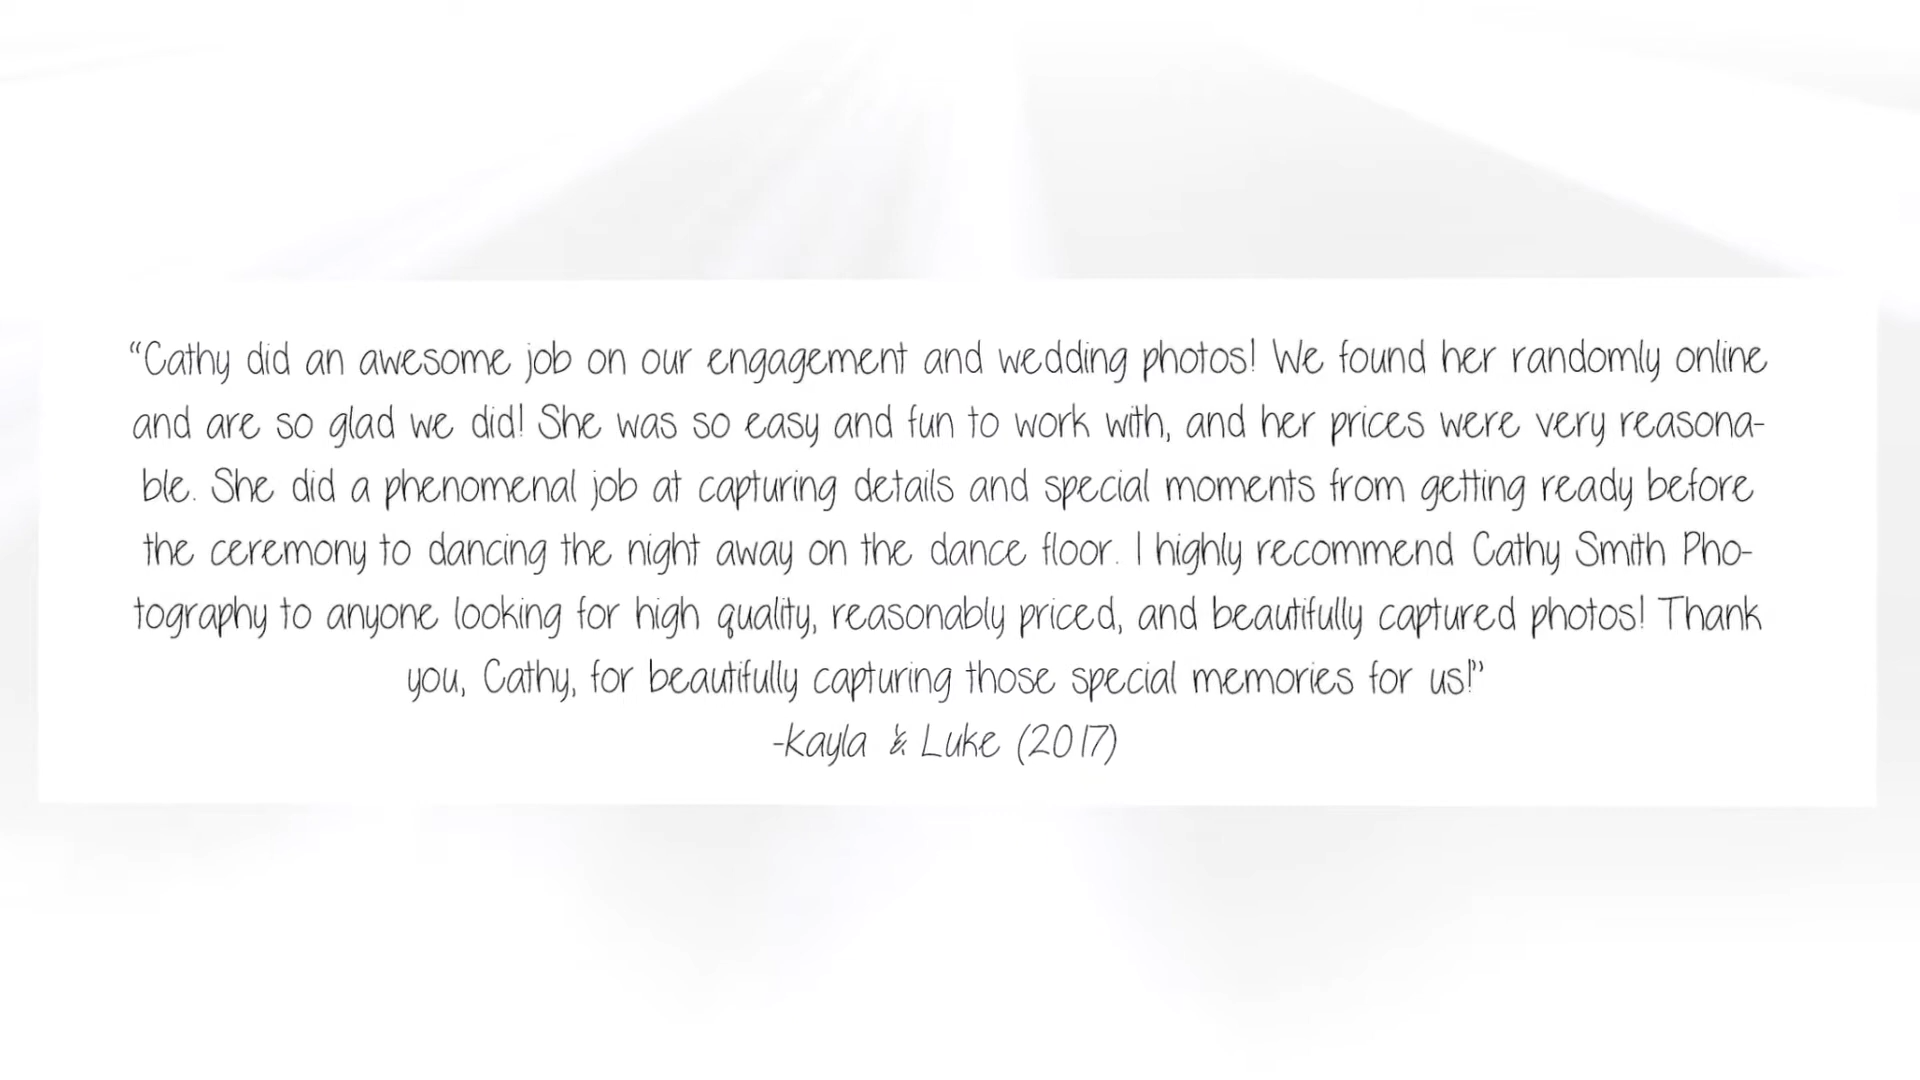 “Cathy did an awesome job on our engagement and wedding photos! We found her randomly online
and are so glad we did! She was so easy and fun to work with, and her prices were very reasona-
ble. She did a phenomenal job at capturing details and special moments from getting ready before
the ceremony to dancing the night away on the dance floor. I highly recommend Cathy Smith Pho-
tography to anyone looking for high quality, reasonably priced, and beautifully captured photos! Thank
you, Cathy, for beautifully capturing those special memories for us!”
-Kayla & Luke (2017)